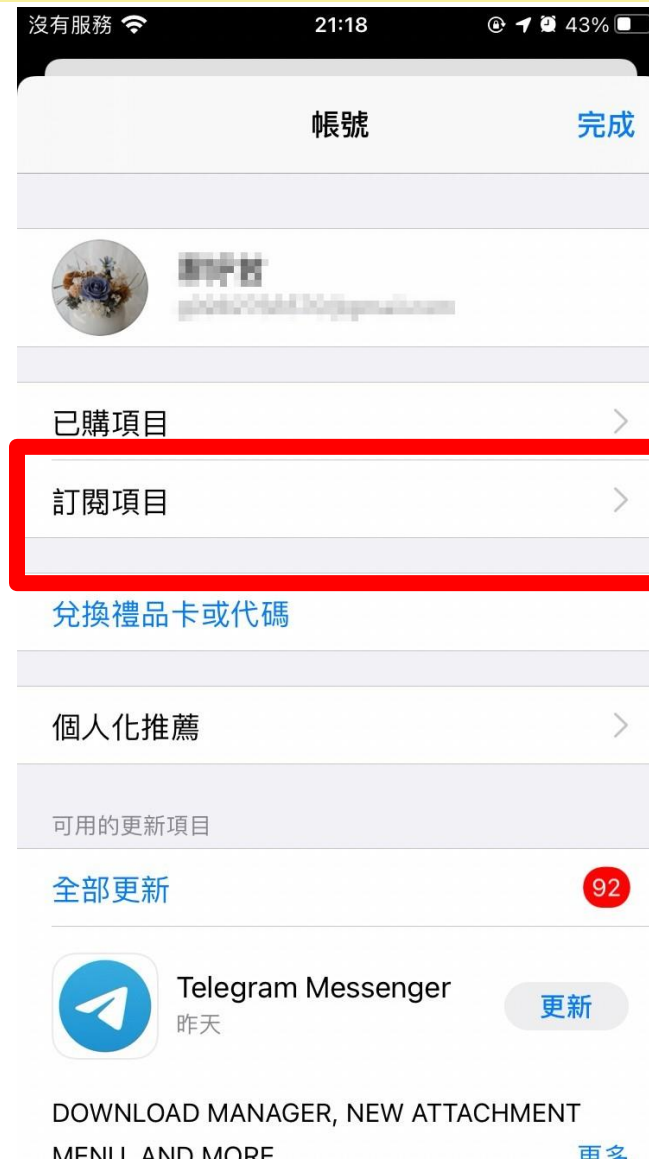 沒有服務 21:18 43%
帳號 完成
已購項目
訂閱項目
兌換禮品卡或代碼
個人化推薦
可用的更新項目
全部更新 92
Telegram Messenger
昨天
更新
DOWNLOAD MANAGER, NEW ATTACHMENT
MENU, AND MORE 更多